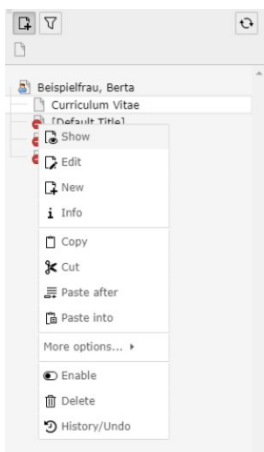 Beispielfrau, Berta
Curriculum Vitae
[Default Title]
Show
Edit
New
Info
Copy
Cut
Paste after
Paste into
More options...
Enable
Delete
History/Undo